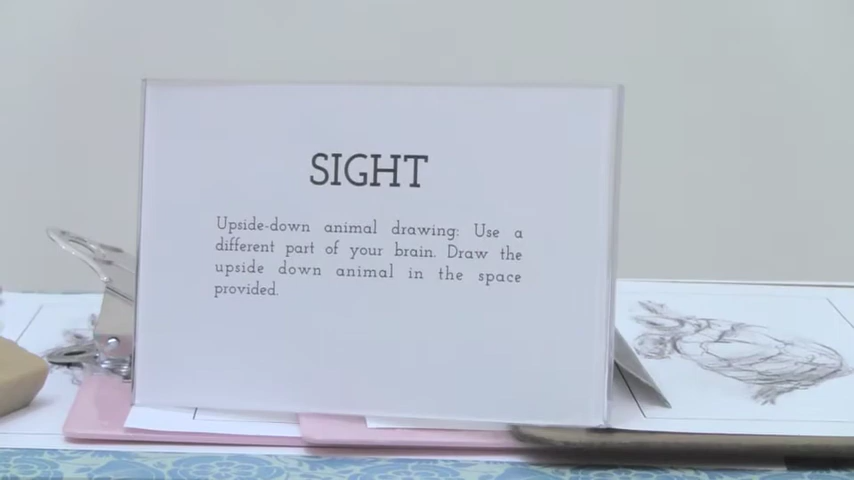 SIGHT
Upside-down animal drawing: Use a
different part of your brain. Draw the
upside down animal in the space
provided.